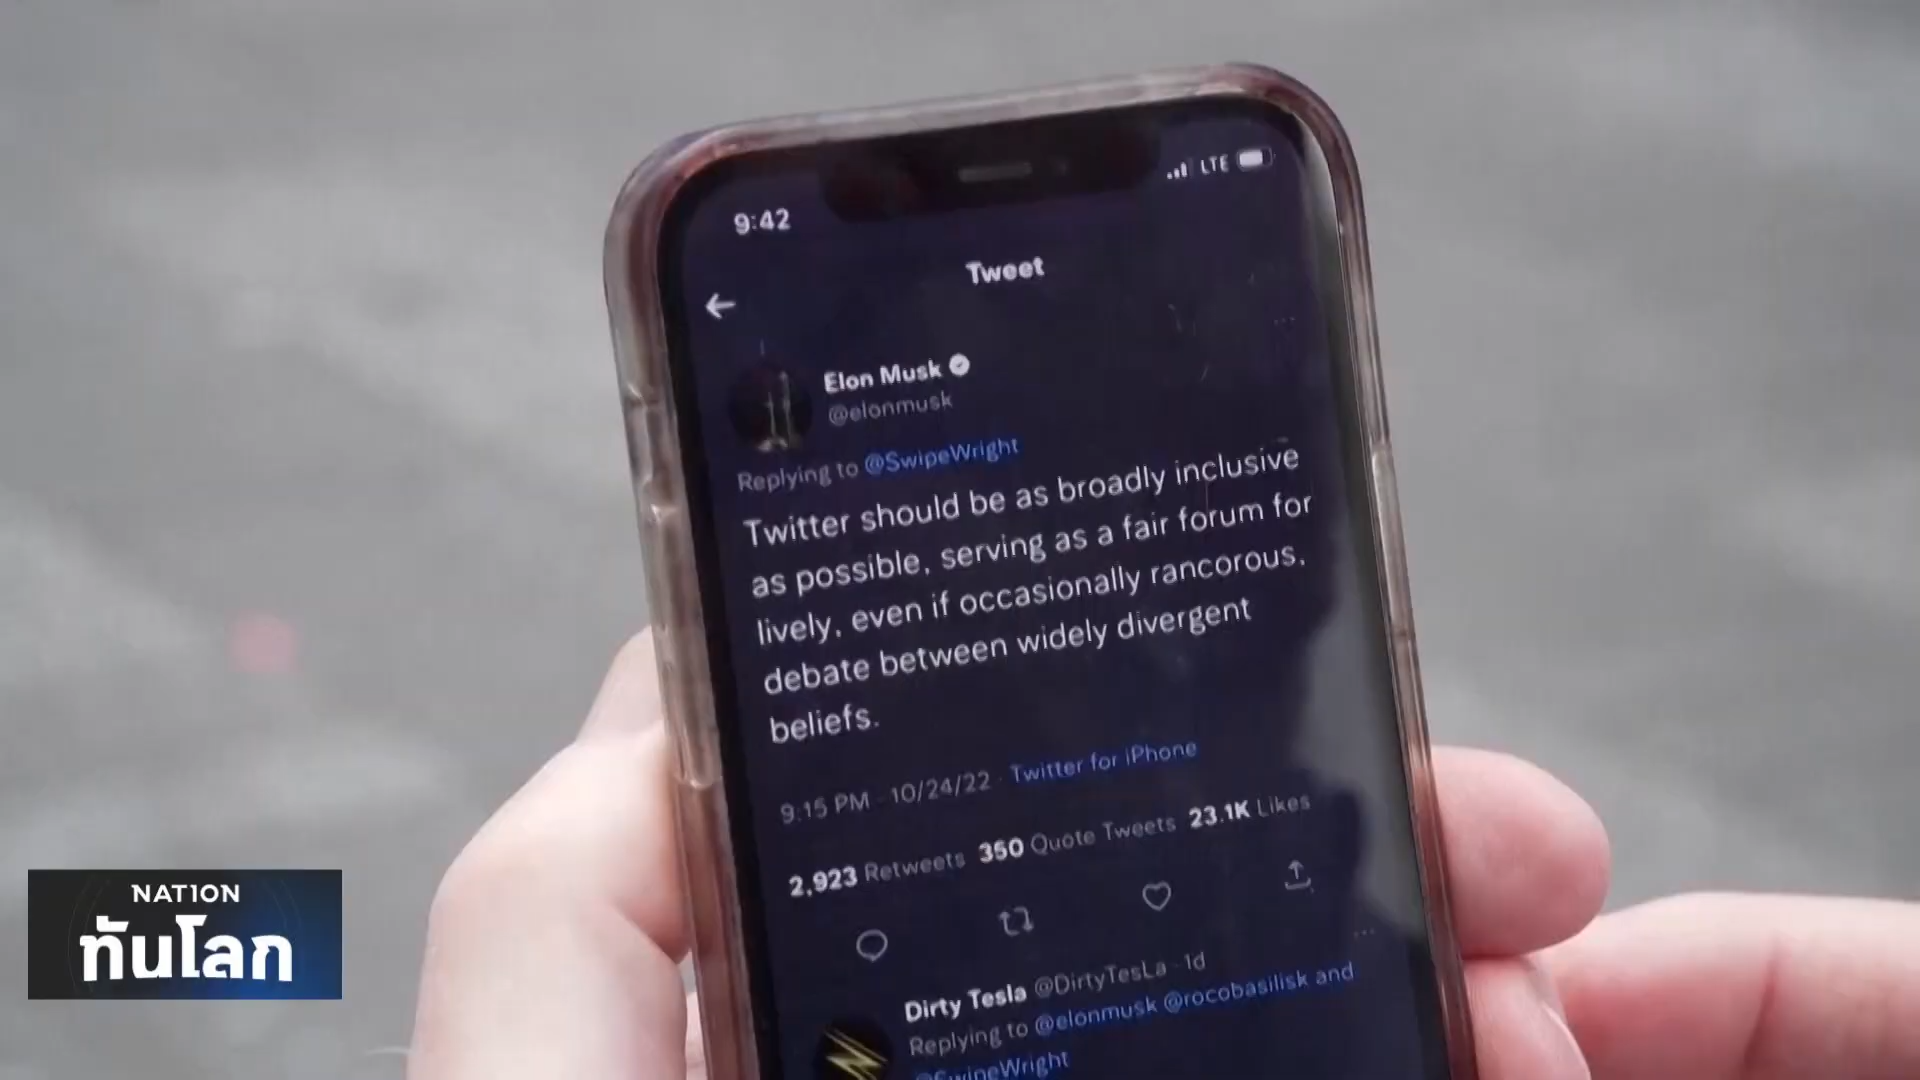 9:42
LTE
Tweet
Elon Musk
@elonmusk
Replying to @SwipeWright
Twitter should be as broadly inclusive
as possible, serving as a fair forum for
lively, even if occasionally rancorous,
debate between widely divergent
beliefs.
9:15 PM · 10/24/22 · Twitter for iPhone
2,923 Retweets 350 Quote Tweets 23.1K Likes
Dirty Tesla @DirtyTesLa · 1d
Replying to @elonmusk @rocobasilisk and
@SwipeWright
NATION
ทันโลก